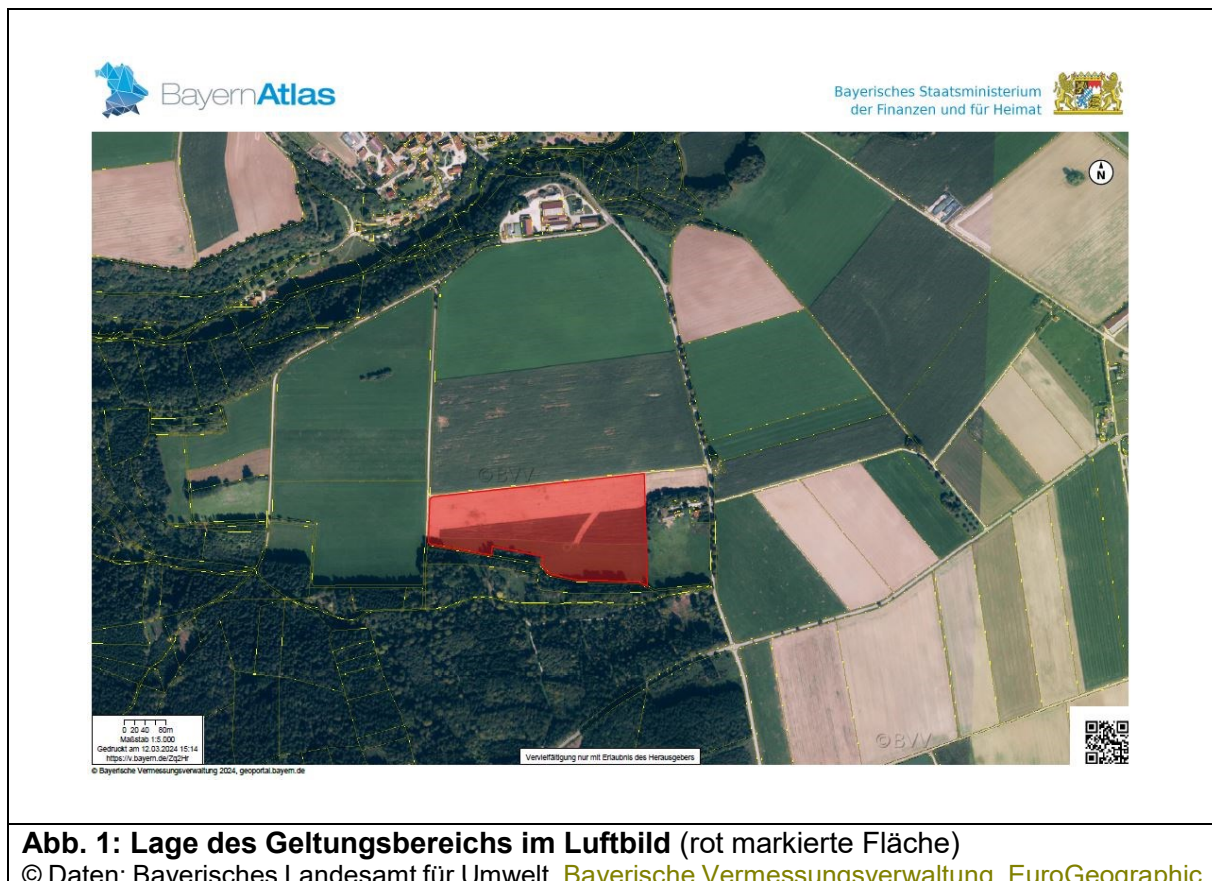 BayernAtlas
Bayerisches Staatsministerium
der Finanzen und für Heimat
N
©BVV
©BVV
0 20 40 60m
Maßstab 1:5.000
Gedruckt am 12.03.2024 15:14
https://v.bayern.de/Zq2Hr
Vervielfältigung nur mit Erlaubnis des Herausgebers
© Bayerische Vermessungsverwaltung 2024, geoportal.bayern.de
Abb. 1: Lage des Geltungsbereichs im Luftbild (rot markierte Fläche)
© Daten: Bayerisches Landesamt für Umwelt, Bayerische Vermessungsverwaltung, EuroGeographic